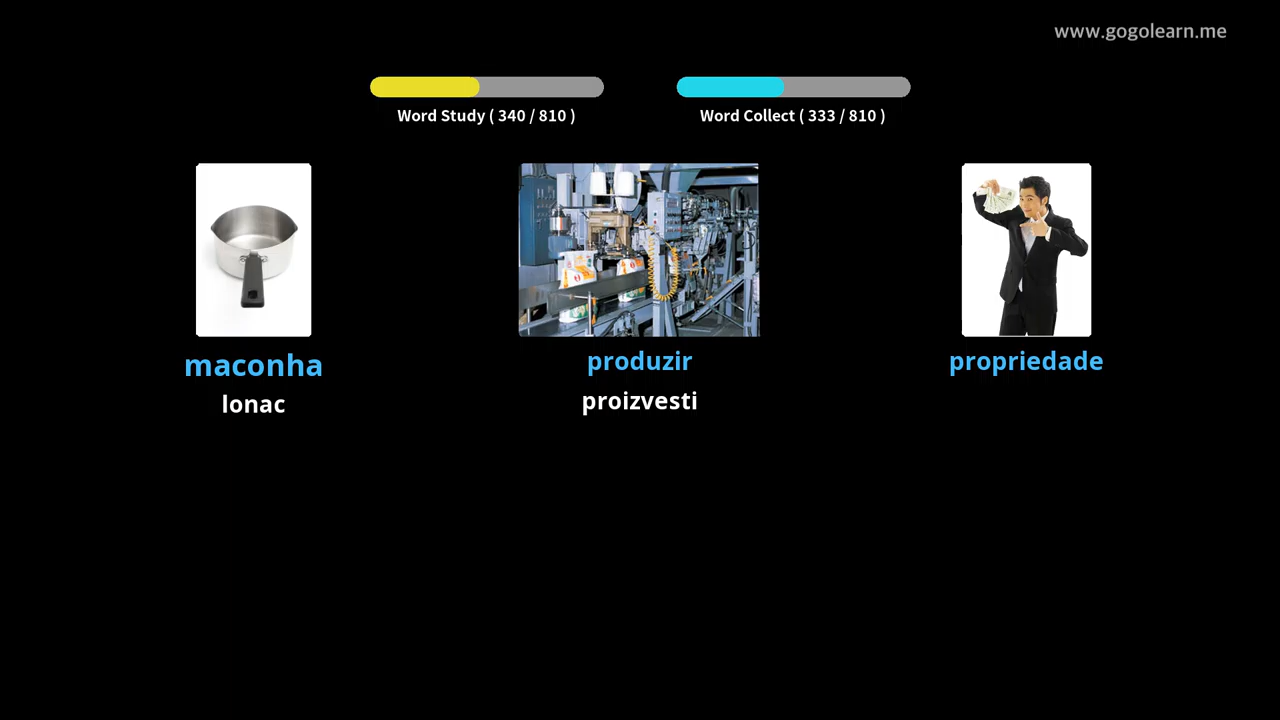 www.gogolearn.me
Word Study ( 340 / 810 )
Word Collect ( 333 / 810 )
maconha
lonac
produzir
proizvesti
propriedade